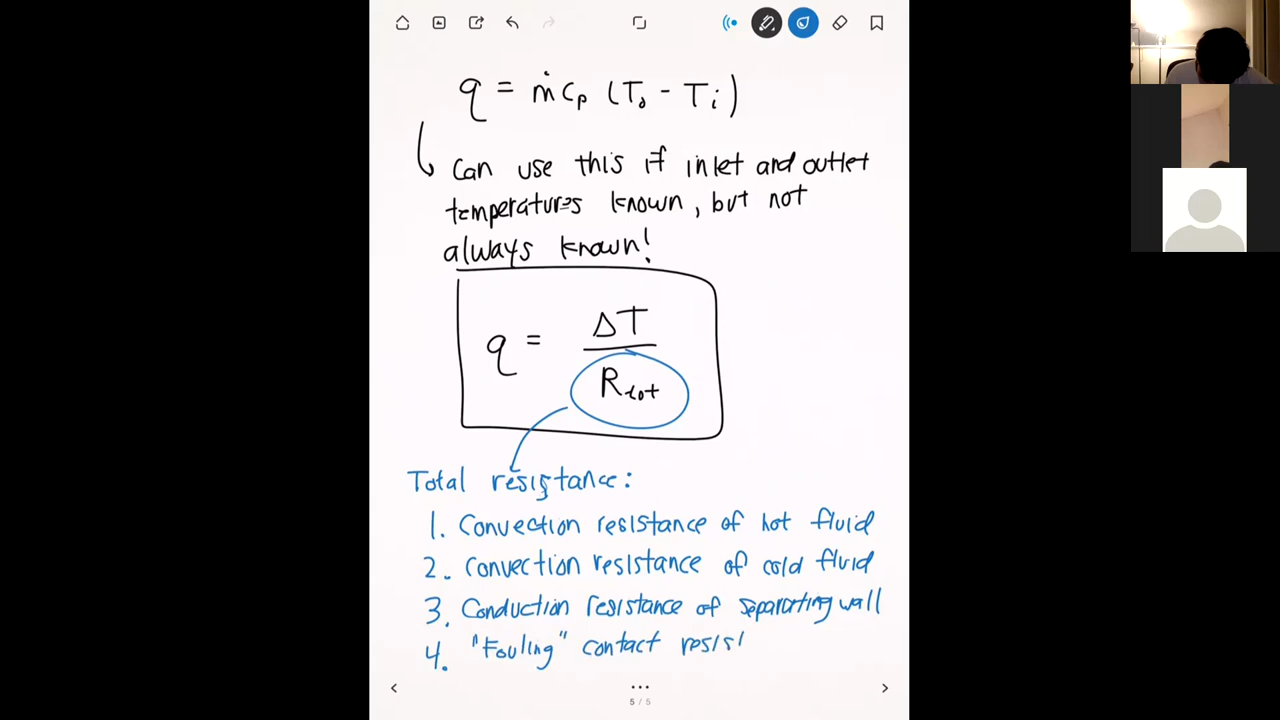 q = ṁ Cp (To - Ti)
Can use this if inlet and outlet
temperatures known, but not
always known!
q = ΔT / Rtot
Total resistance:
1. Convection resistance of hot fluid
2. Convection resistance of cold fluid
3. Conduction resistance of separating wall
4. "Fouling" contact resisi
5 / 5